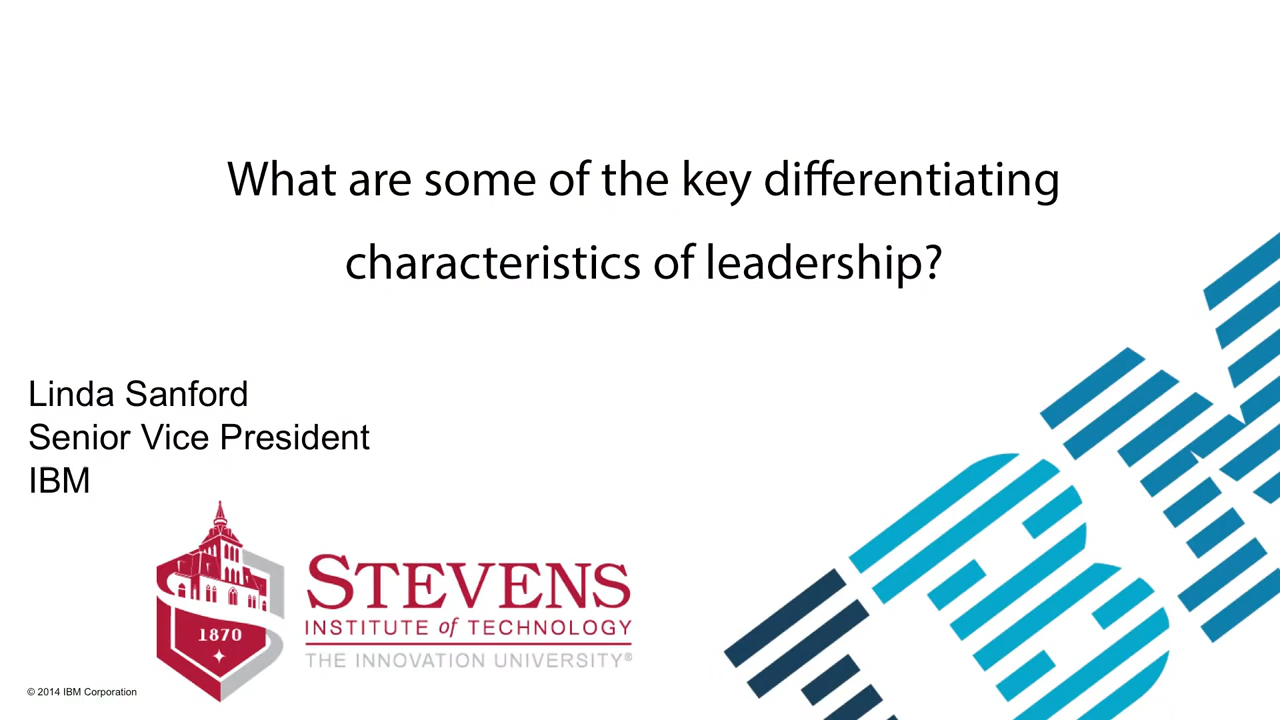 What are some of the key differentiating
characteristics of leadership?
Linda Sanford
Senior Vice President
IBM
1870
STEVENS
INSTITUTE of TECHNOLOGY
THE INNOVATION UNIVERSITY®
© 2014 IBM Corporation
IBM